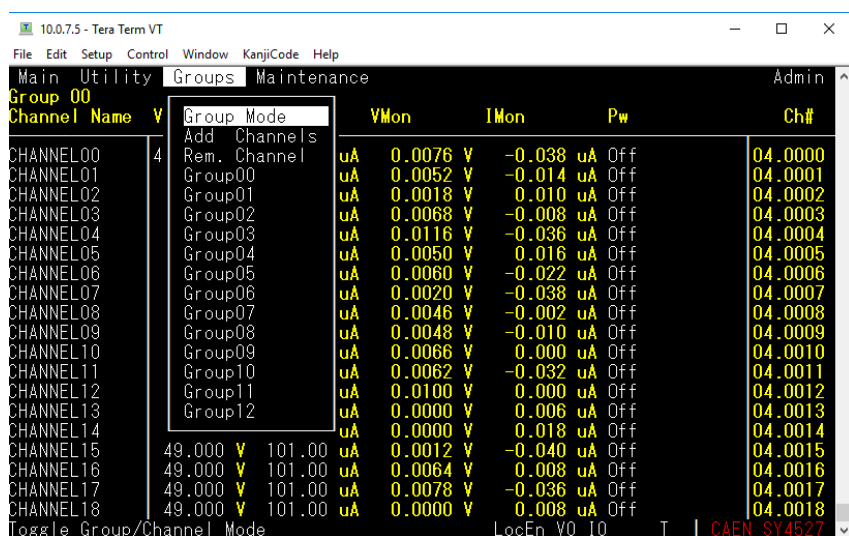 10.0.7.5 - Tera Term VT
File Edit Setup Control Window KanjiCode Help
Main Utility Groups Maintenance Admin
Group 00
Channel Name V VMon IMon Pw Ch#
Group Mode
Add Channels
CHANNEL00 4 Rem. Channel uA 0.0076 V -0.038 uA Off 04.0000
CHANNEL01 Group00 uA 0.0052 V -0.014 uA Off 04.0001
CHANNEL02 Group01 uA 0.0018 V 0.010 uA Off 04.0002
CHANNEL03 Group02 uA 0.0068 V -0.008 uA Off 04.0003
CHANNEL04 Group03 uA 0.0116 V -0.036 uA Off 04.0004
CHANNEL05 Group04 uA 0.0050 V 0.016 uA Off 04.0005
CHANNEL06 Group05 uA 0.0060 V -0.022 uA Off 04.0006
CHANNEL07 Group06 uA 0.0020 V -0.038 uA Off 04.0007
CHANNEL08 Group07 uA 0.0046 V -0.002 uA Off 04.0008
CHANNEL09 Group08 uA 0.0048 V -0.010 uA Off 04.0009
CHANNEL10 Group09 uA 0.0066 V 0.000 uA Off 04.0010
CHANNEL11 Group10 uA 0.0062 V -0.032 uA Off 04.0011
CHANNEL12 Group11 uA 0.0100 V 0.000 uA Off 04.0012
CHANNEL13 Group12 uA 0.0000 V 0.006 uA Off 04.0013
CHANNEL14 uA 0.0000 V 0.018 uA Off 04.0014
CHANNEL15 49.000 V 101.00 uA 0.0012 V -0.040 uA Off 04.0015
CHANNEL16 49.000 V 101.00 uA 0.0064 V 0.008 uA Off 04.0016
CHANNEL17 49.000 V 101.00 uA 0.0078 V -0.036 uA Off 04.0017
CHANNEL18 49.000 V 101.00 uA 0.0000 V 0.008 uA Off 04.0018
Toggle Group/Channel Mode LocEn V0 I0 T CAEN SY4527